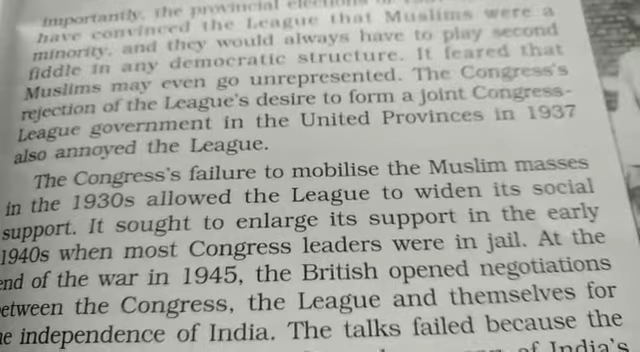 importantly, the provincial elections
have convinced the League that Muslims were a
minority, and they would always have to play second
fiddle in any democratic structure. It feared that
Muslims may even go unrepresented. The Congress's
rejection of the League's desire to form a joint Congress-
League government in the United Provinces in 1937
also annoyed the League.
The Congress's failure to mobilise the Muslim masses
in the 1930s allowed the League to widen its social
support. It sought to enlarge its support in the early
1940s when most Congress leaders were in jail. At the
end of the war in 1945, the British opened negotiations
etween the Congress, the League and themselves for
he independence of India. The talks failed because the
of India's